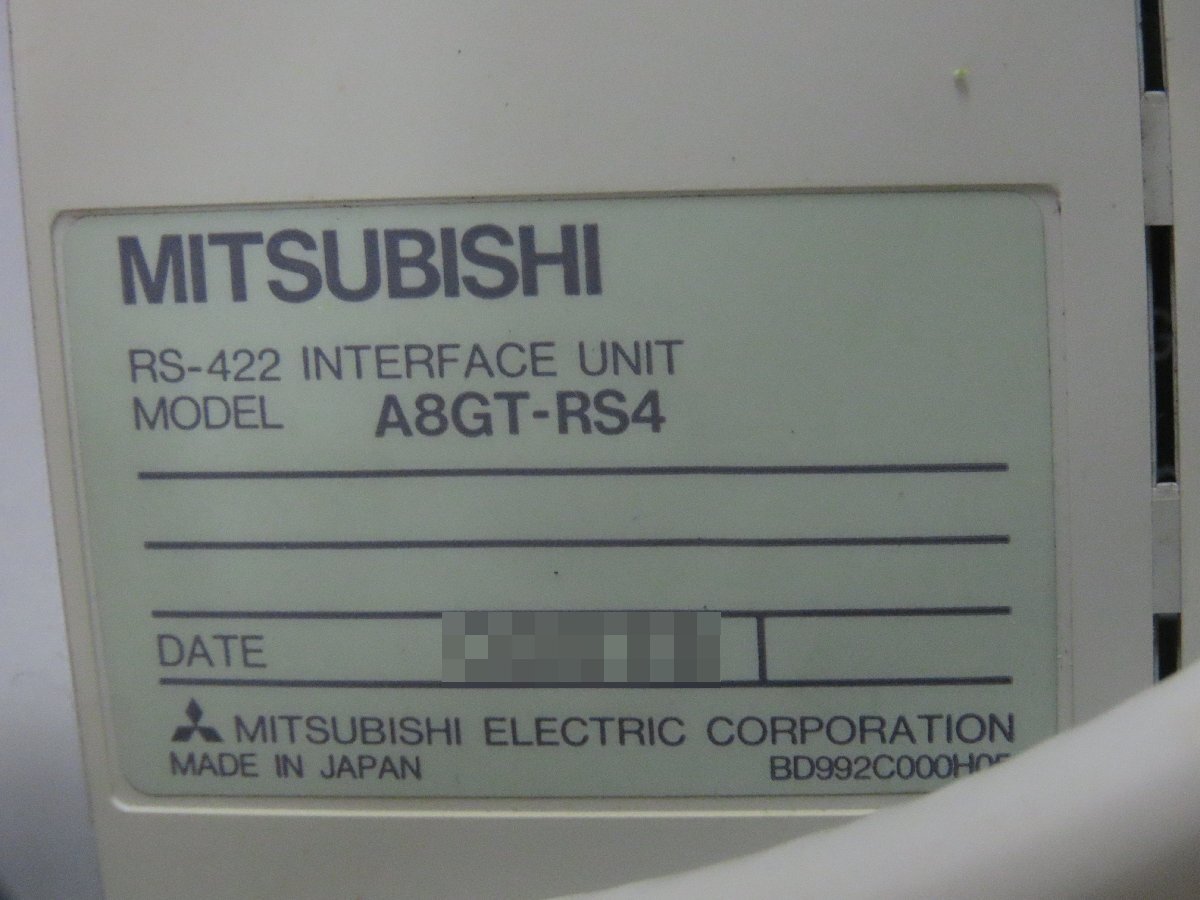 MITSUBISHI
RS-422 INTERFACE UNIT
MODEL A8GT-RS4
DATE
MITSUBISHI ELECTRIC CORPORATION
MADE IN JAPAN